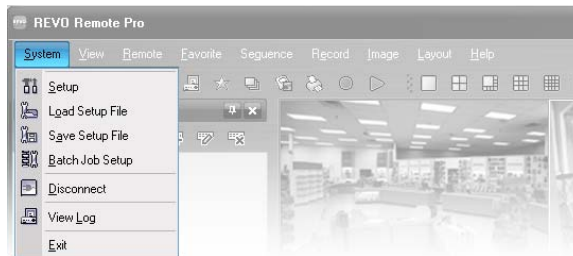 REVO Remote Pro
System View Remote Favorite Sequence Record Image Layout Help
Setup
Load Setup File
Save Setup File
Batch Job Setup
Disconnect
View Log
Exit